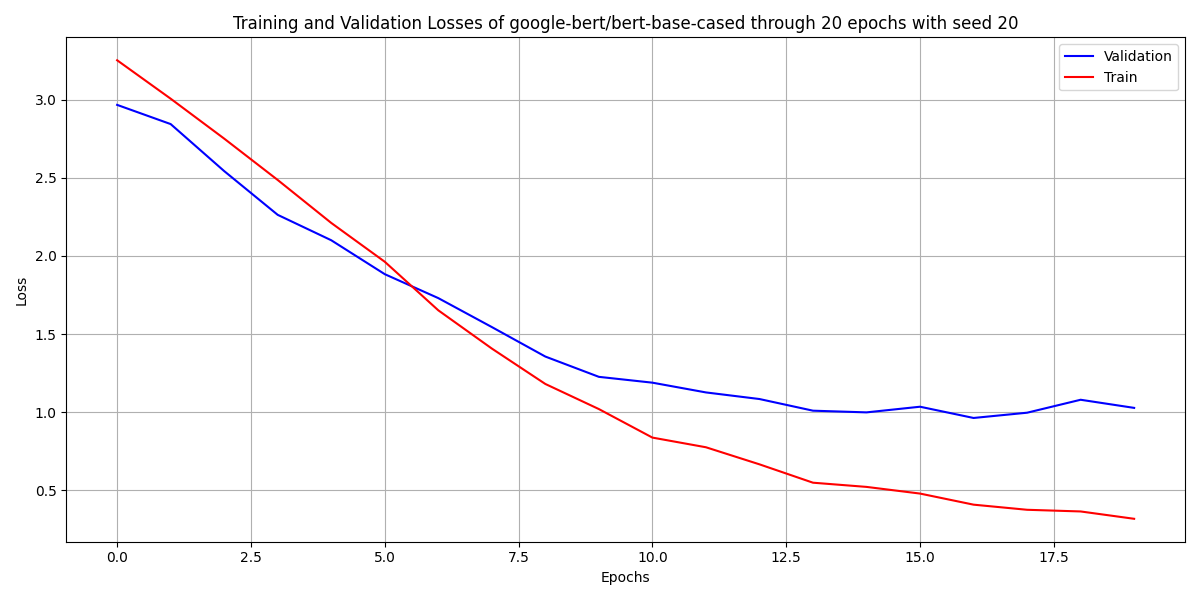 Training and Validation Losses of google-bert/bert-base-cased through 20 epochs with seed 20
Validation
Train
Loss
3.0
2.5
2.0
1.5
1.0
0.5
0.0 2.5 5.0 7.5 10.0 12.5 15.0 17.5
Epochs